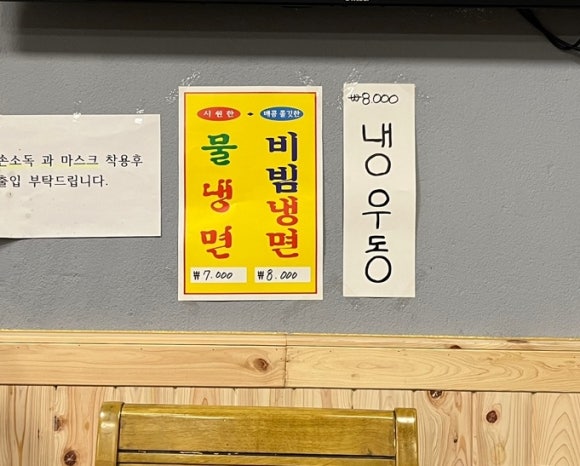 손소독 과 마스크 착용후
출입 부탁드립니다.
시원한
물냉면
₩7.000
매콤 쫄깃한
비빔냉면
₩8.000
₩8.000
냉우동